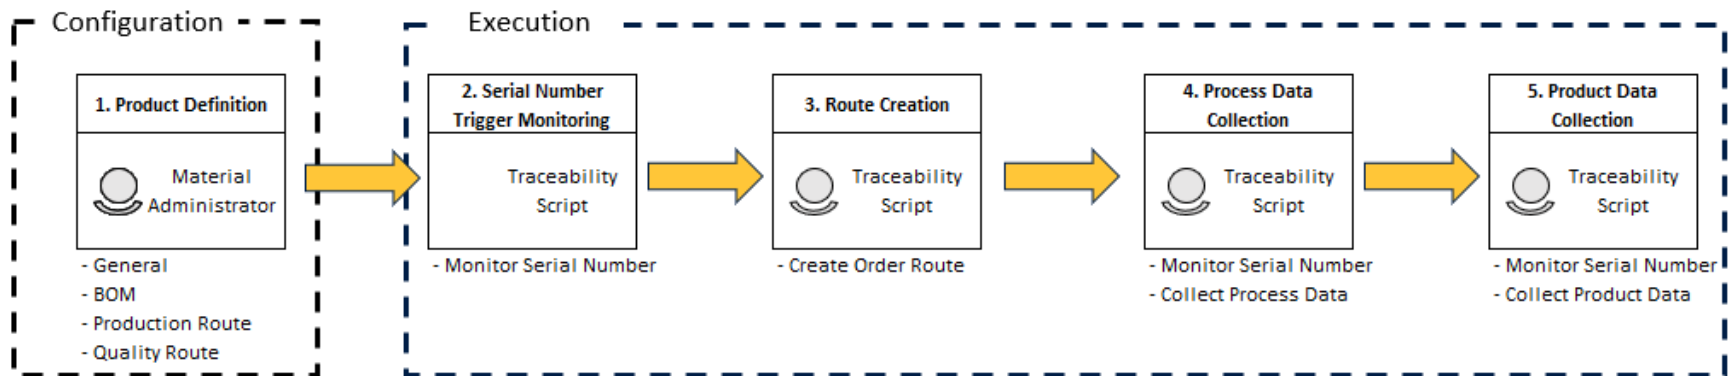 Configuration
Execution
1. Product Definition
Material
Administrator
- General
- BOM
- Production Route
- Quality Route
2. Serial Number
Trigger Monitoring
Traceability
Script
- Monitor Serial Number
3. Route Creation
Traceability
Script
- Create Order Route
4. Process Data
Collection
Traceability
Script
- Monitor Serial Number
- Collect Process Data
5. Product Data
Collection
Traceability
Script
- Monitor Serial Number
- Collect Product Data